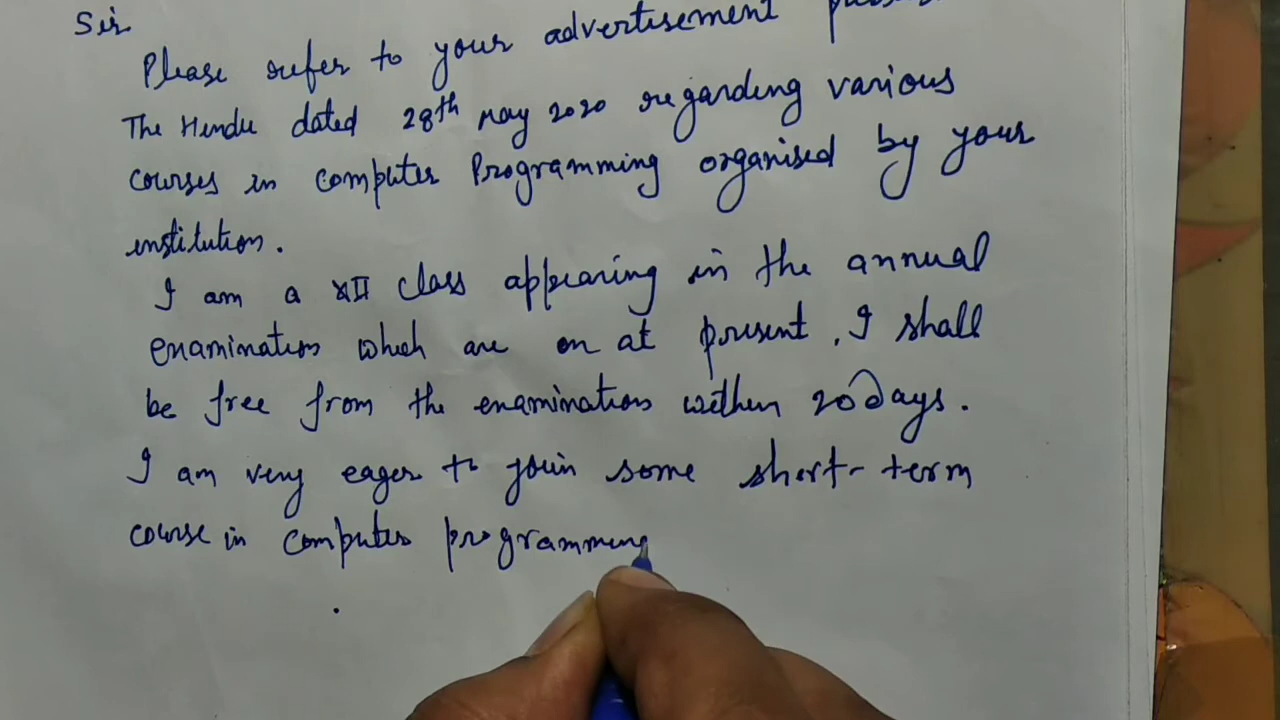 Sir
Please refer to your advertisement
The Hindu dated 28th may 2020 regarding various
courses in computer Programming organised by your
institution.
I am a XII class appearing in the annual
examination which are on at present. I shall
be free from the examination within 20 Days.
I am very eager to join some short-term
course in computer programming